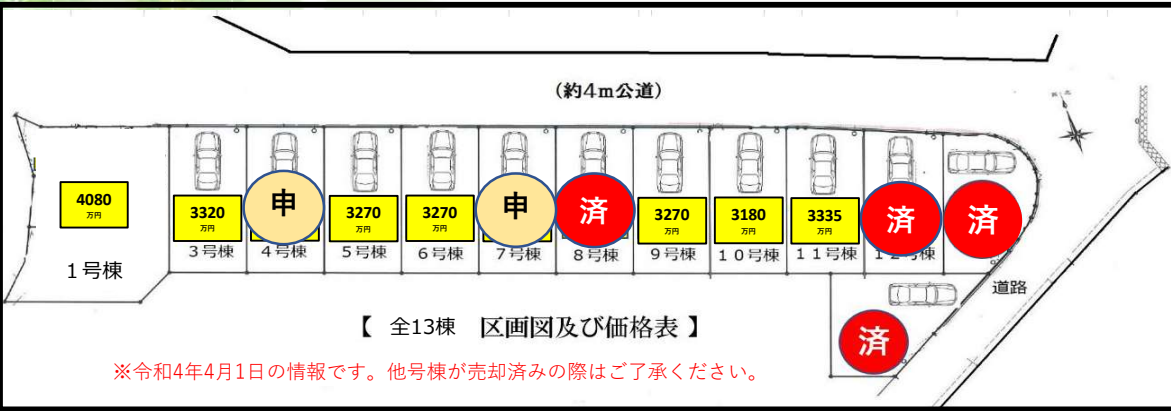 (約4m公道)
4080
万円
1号棟
3320
万円
3号棟
申
4号棟
3270
万円
5号棟
3270
万円
6号棟
申
7号棟
済
8号棟
3270
万円
9号棟
3180
万円
10号棟
3335
万円
11号棟
済
12号棟
済
道路
済
【 全13棟 区画図及び価格表 】
※令和4年4月1日の情報です。他号棟が売却済みの際はご了承ください。